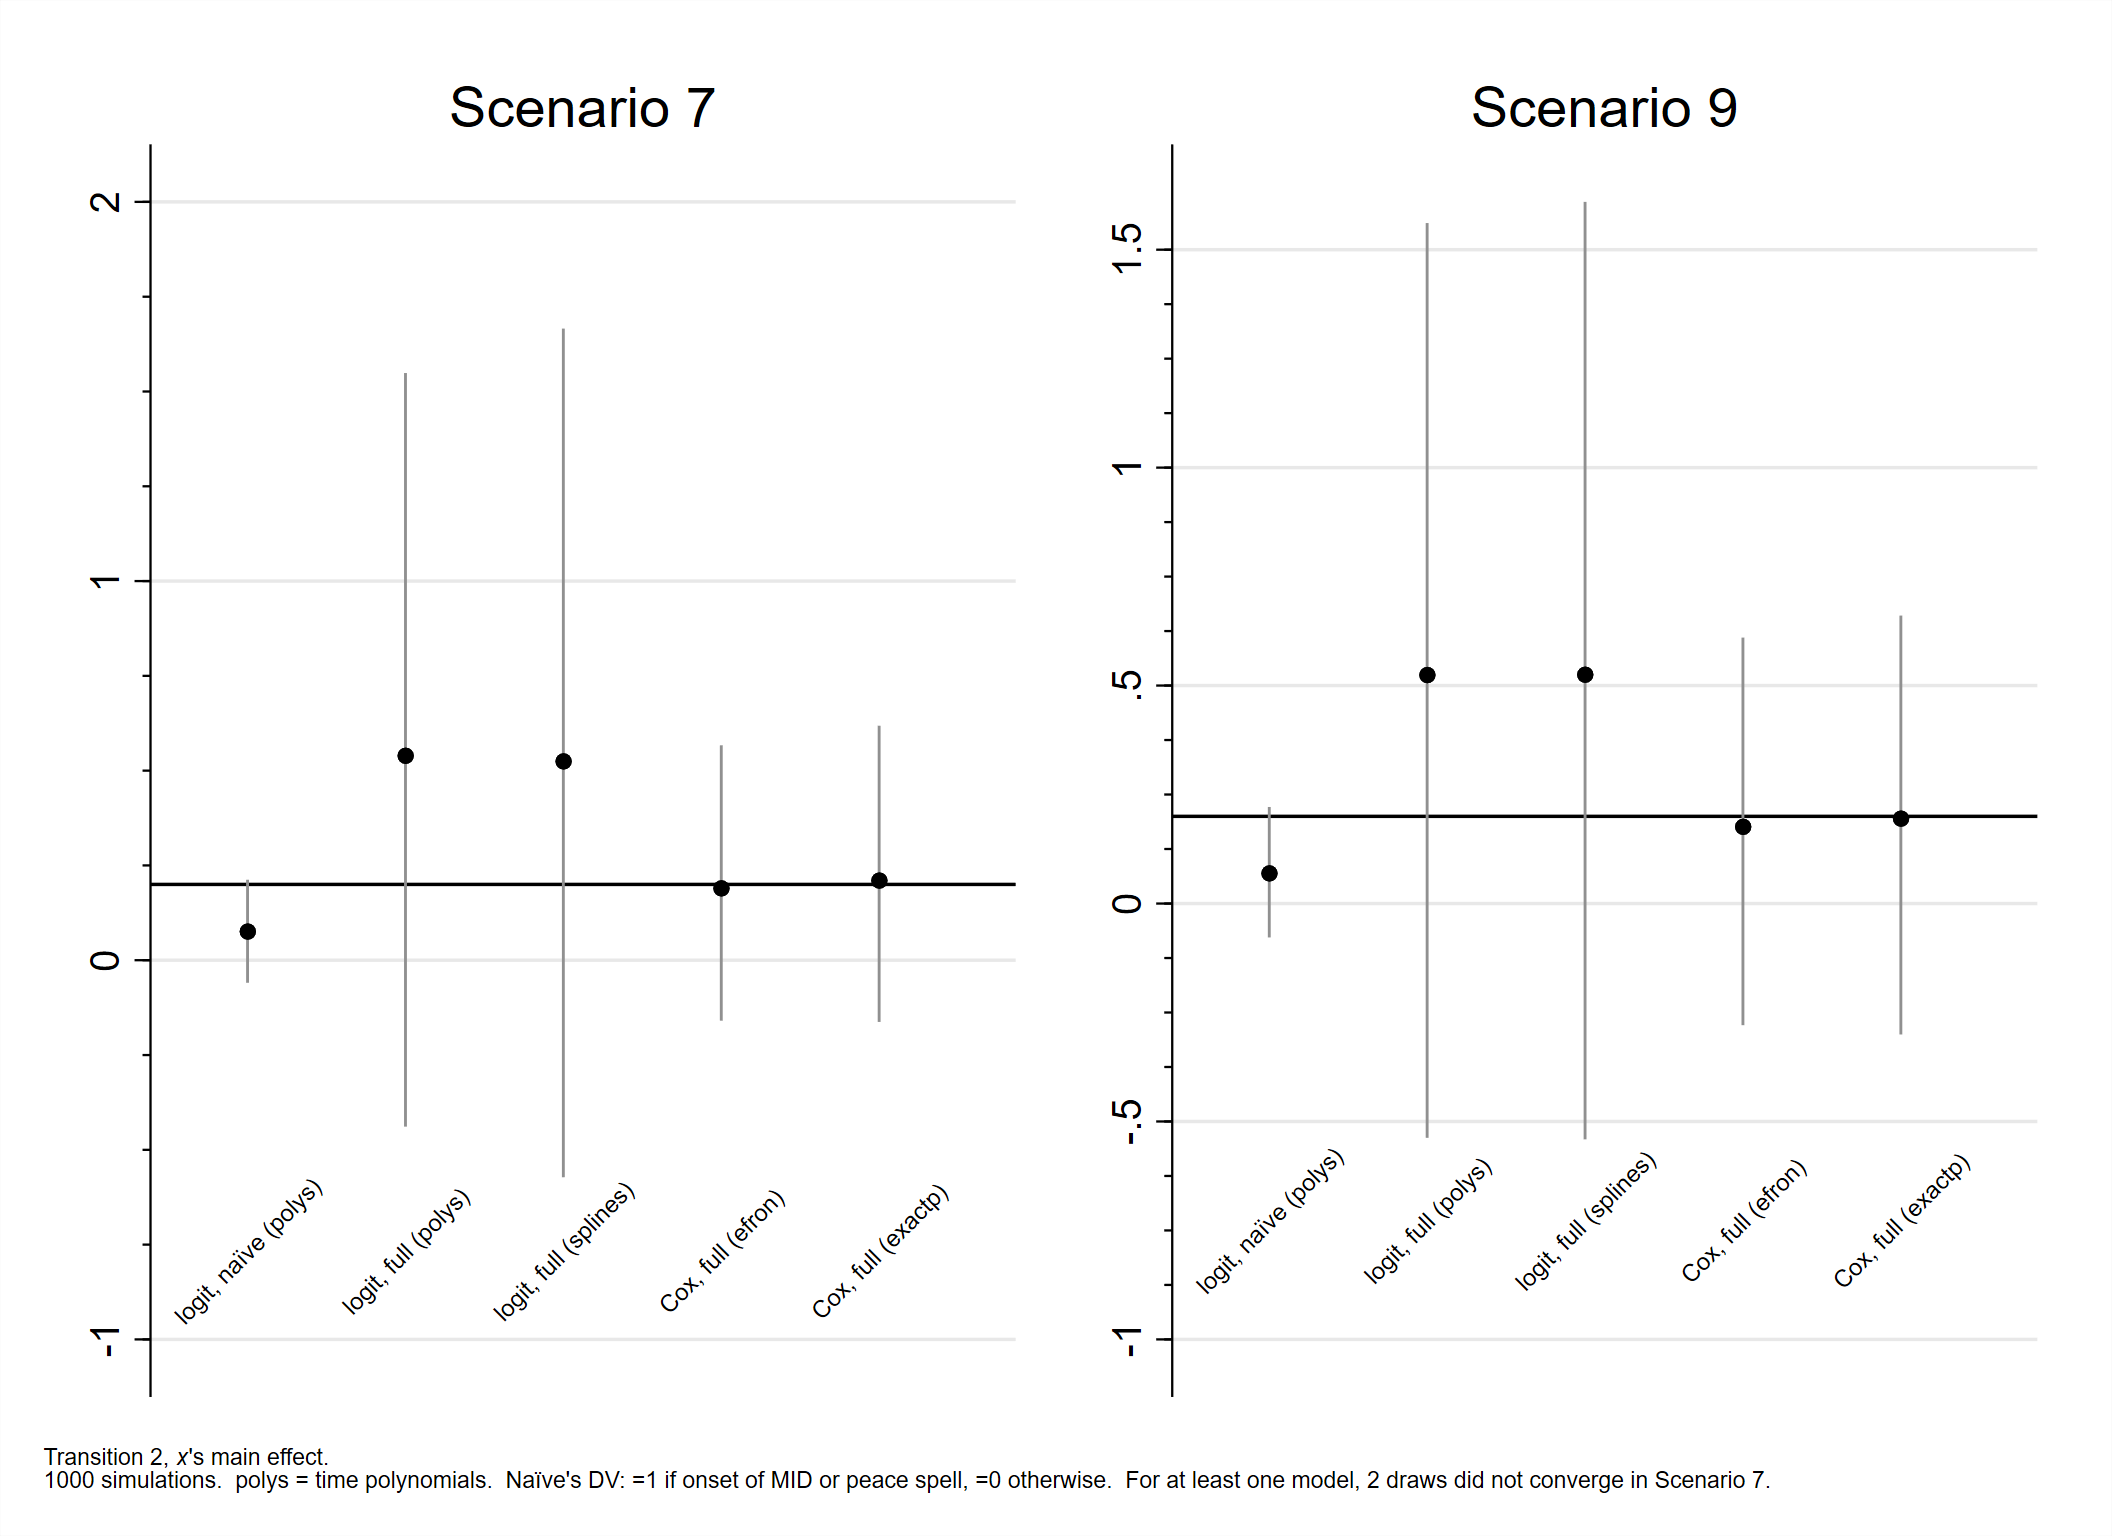 Scenario 7
2
1
0
-1
logit, naïve (polys)
logit, full (polys)
logit, full (splines)
Cox, full (efron)
Cox, full (exactp)
Scenario 9
1.5
1
.5
0
-.5
-1
logit, naïve (polys)
logit, full (polys)
logit, full (splines)
Cox, full (efron)
Cox, full (exactp)
Transition 2, x's main effect.
1000 simulations.  polys = time polynomials.  Naïve's DV: =1 if onset of MID or peace spell, =0 otherwise.  For at least one model, 2 draws did not converge in Scenario 7.